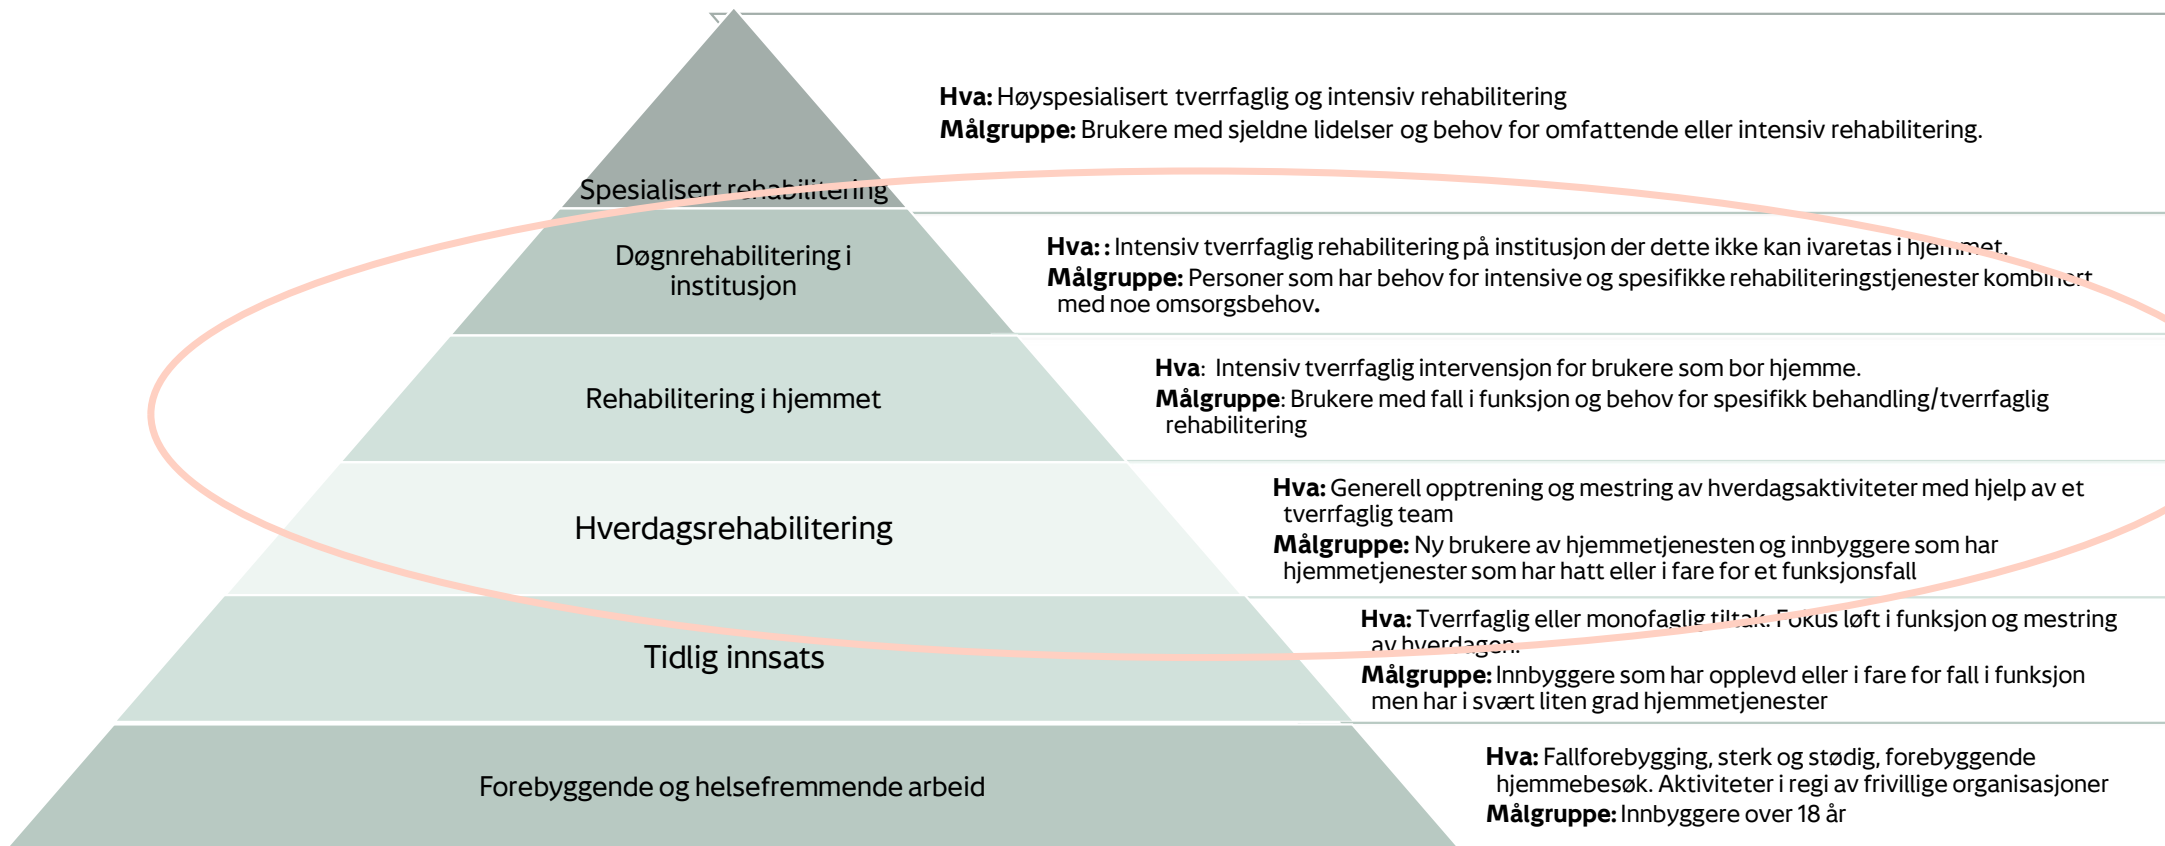 Hva: Høyspesialisert tverrfaglig og intensiv rehabilitering
Målgruppe: Brukere med sjeldne lidelser og behov for omfattende eller intensiv rehabilitering.
Spesialisert rehabilitering
Døgnrehabilitering i
institusjon
Hva: : Intensiv tverrfaglig rehabilitering på institusjon der dette ikke kan ivaretas i hjemmet.
Målgruppe: Personer som har behov for intensive og spesifikke rehabiliteringstjenester kombinert
med noe omsorgsbehov.
Rehabilitering i hjemmet
Hva: Intensiv tverrfaglig intervensjon for brukere som bor hjemme.
Målgruppe: Brukere med fall i funksjon og behov for spesifikk behandling/tverrfaglig
rehabilitering
Hverdagsrehabilitering
Hva: Generell opptrening og mestring av hverdagsaktiviteter med hjelp av et
tverrfaglig team
Målgruppe: Ny brukere av hjemmetjenesten og innbyggere som har
hjemmetjenester som har hatt eller i fare for et funksjonsfall
Tidlig innsats
Hva: Tverrfaglig eller monofaglig tiltak. Fokus løft i funksjon og mestring
av hverdagen.
Målgruppe: Innbyggere som har opplevd eller i fare for fall i funksjon
men har i svært liten grad hjemmetjenester
Forebyggende og helsefremmende arbeid
Hva: Fallforebygging, sterk og stødig, forebyggende
hjemmebesøk. Aktiviteter i regi av frivillige organisasjoner
Målgruppe: Innbyggere over 18 år